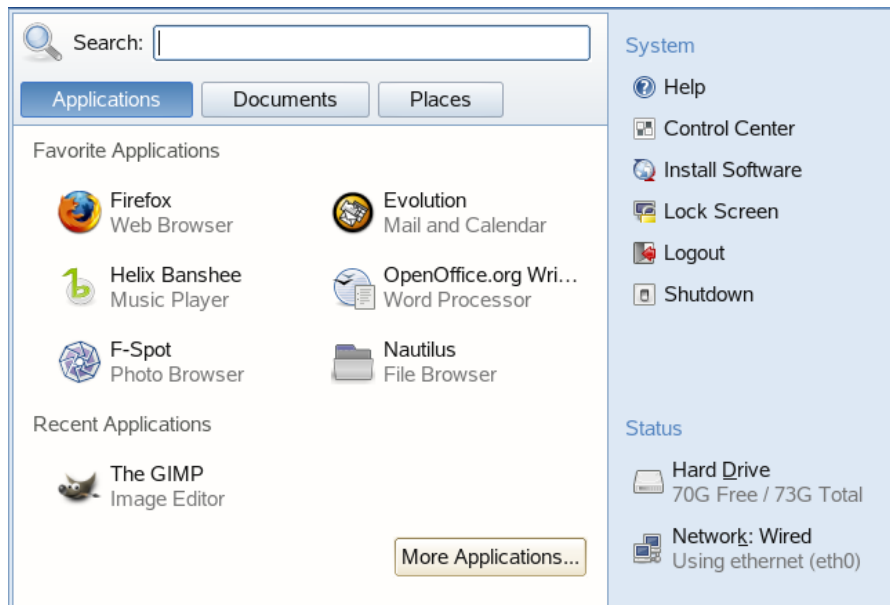 Search:
Applications
Documents
Places
Favorite Applications
Firefox
Web Browser
Evolution
Mail and Calendar
Helix Banshee
Music Player
OpenOffice.org Wri...
Word Processor
F-Spot
Photo Browser
Nautilus
File Browser
Recent Applications
The GIMP
Image Editor
More Applications...
System
Help
Control Center
Install Software
Lock Screen
Logout
Shutdown
Status
Hard Drive
70G Free / 73G Total
Network: Wired
Using ethernet (eth0)